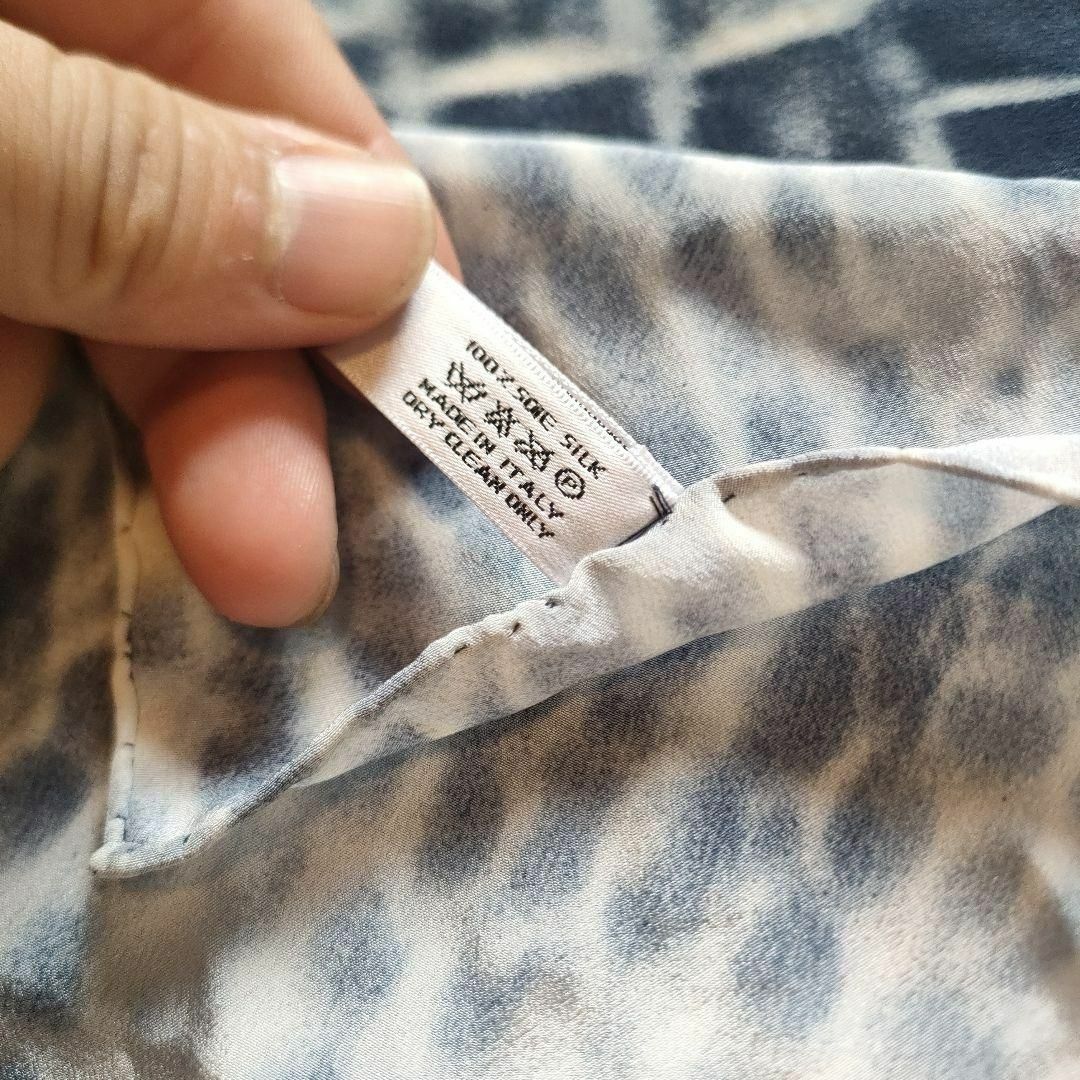 100% SOIE SILK
P
MADE IN ITALY
DRY CLEAN ONLY